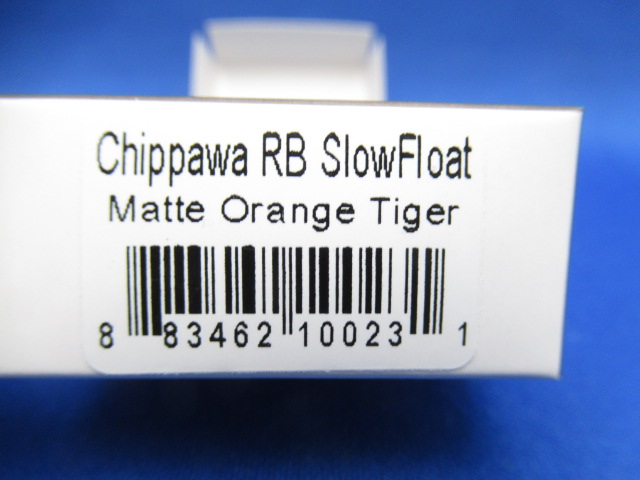 Chippawa RB SlowFloat
Matte Orange Tiger
8 83462 10023 1